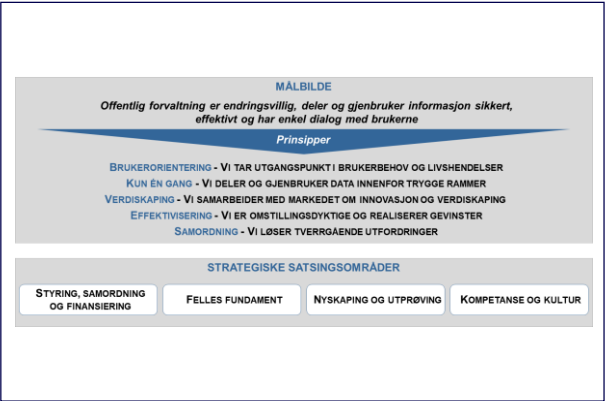 MÅLBILDE
Offentlig forvaltning er endringsvillig, deler og gjenbruker informasjon sikkert,
effektivt og har enkel dialog med brukerne
Prinsipper
BRUKERORIENTERING - VI TAR UTGANGSPUNKT I BRUKERBEHOV OG LIVSHENDELSER
KUN ÉN GANG - VI DELER OG GJENBRUKER DATA INNENFOR TRYGGE RAMMER
VERDISKAPING - VI SAMARBEIDER MED MARKEDET OM INNOVASJON OG VERDISKAPING
EFFEKTIVISERING - VI ER OMSTILLINGSDYKTIGE OG REALISERER GEVINSTER
SAMORDNING - VI LØSER TVERRGÅENDE UTFORDRINGER
STRATEGISKE SATSINGSOMRÅDER
STYRING, SAMORDNING
OG FINANSIERING
FELLES FUNDAMENT
NYSKAPING OG UTPRØVING
KOMPETANSE OG KULTUR